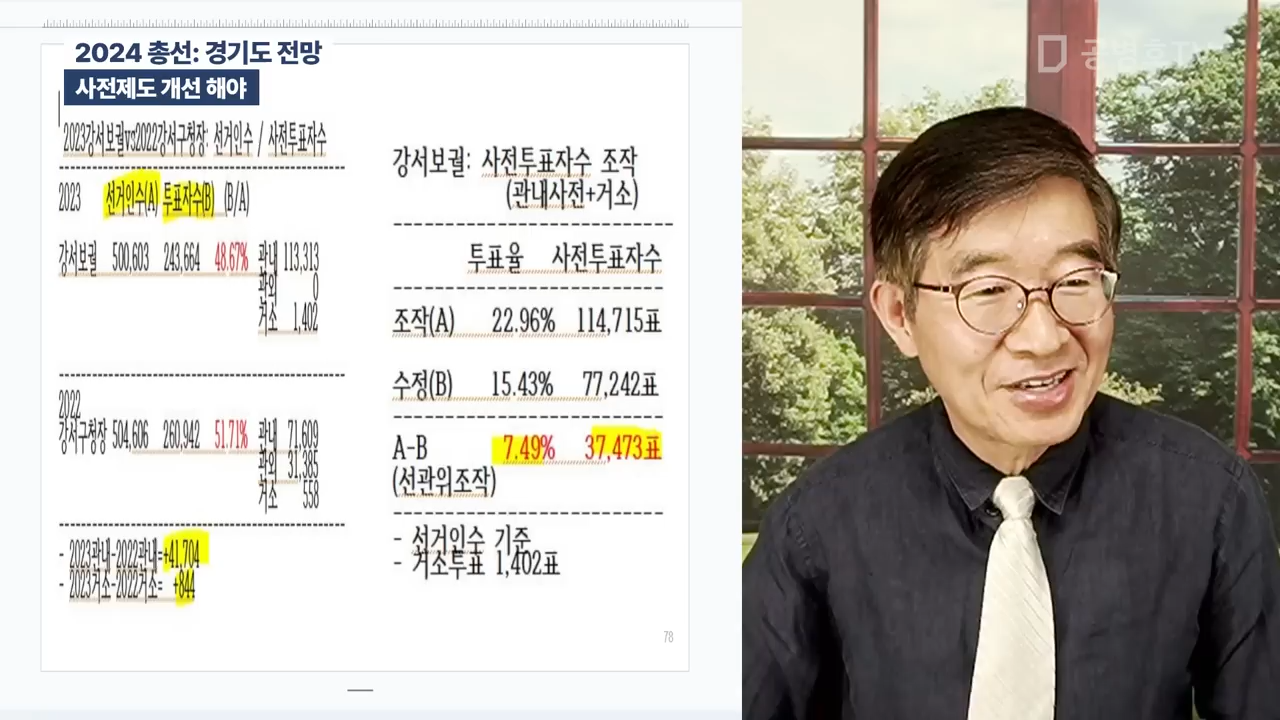 2024 총선: 경기도 전망
사전제도 개선 해야
2023강서보궐vs2022강서구청장: 선거인수 / 사전투표자수
2023 선거인수(A) 투표자수(B) (B/A)
강서보궐 500,603 243,664 48.67% 관내 113,313
관외 0
거소 1,402
2022
강서구청장 504,606 260,942 51.71% 관내 71,609
관외 31,385
거소 558
- 2023관내-2022관내=+41,704
- 2023거소-2022거소= +844
강서보궐: 사전투표자수 조작
(관내사전+거소)
투표율 사전투표자수
조작(A) 22.96% 114,715표
수정(B) 15.43% 77,242표
A-B 7.49% 37,473표
(선관위조작)
- 선거인수 기준
- 거소투표 1,402표
78
공병호TV